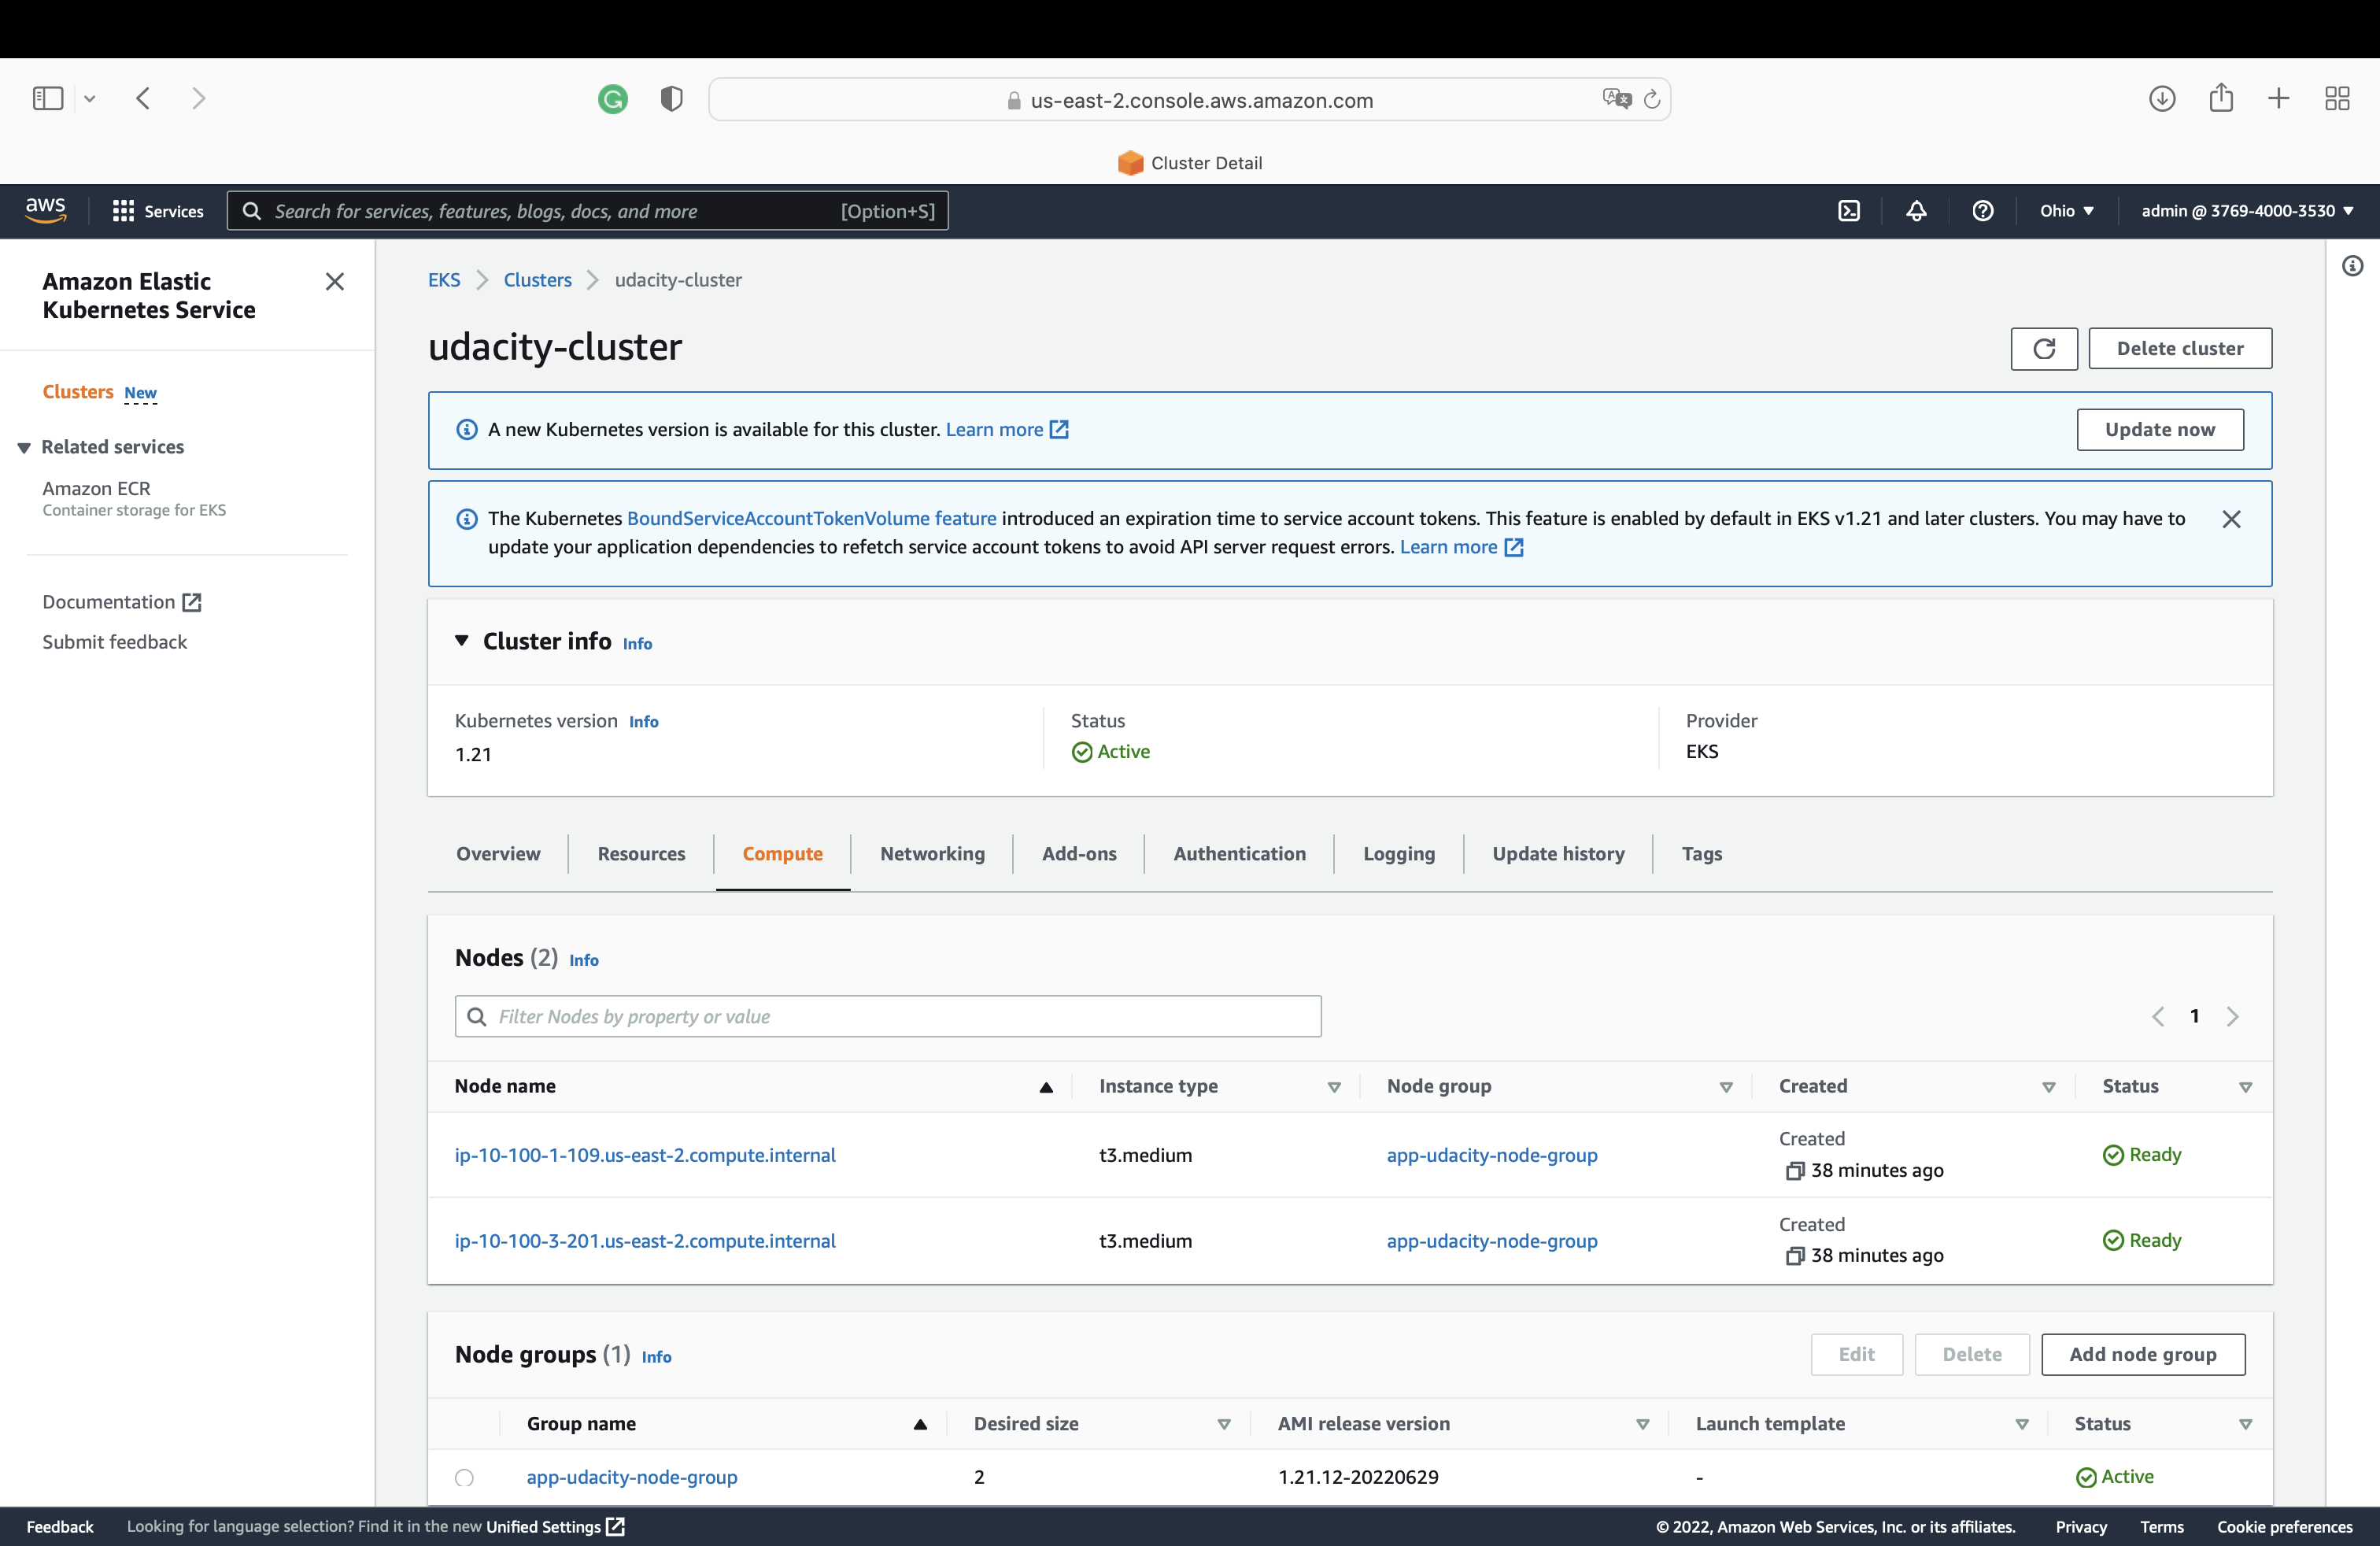 us-east-2.console.aws.amazon.com
Cluster Detail
aws
Services
Search for services, features, blogs, docs, and more
[Option+S]
Ohio
admin @ 3769-4000-3530
Amazon Elastic
Kubernetes Service
Clusters New
Related services
Amazon ECR
Container storage for EKS
Documentation
Submit feedback
EKS
Clusters
udacity-cluster
udacity-cluster
Delete cluster
A new Kubernetes version is available for this cluster. Learn more
Update now
The Kubernetes BoundServiceAccountTokenVolume feature introduced an expiration time to service account tokens. This feature is enabled by default in EKS v1.21 and later clusters. You may have to
update your application dependencies to refetch service account tokens to avoid API server request errors. Learn more
Cluster info Info
Kubernetes version Info
1.21
Status
Active
Provider
EKS
Overview
Resources
Compute
Networking
Add-ons
Authentication
Logging
Update history
Tags
Nodes (2) Info
Filter Nodes by property or value
1
Node name
Instance type
Node group
Created
Status
ip-10-100-1-109.us-east-2.compute.internal
t3.medium
app-udacity-node-group
Created
38 minutes ago
Ready
ip-10-100-3-201.us-east-2.compute.internal
t3.medium
app-udacity-node-group
Created
38 minutes ago
Ready
Node groups (1) Info
Edit
Delete
Add node group
Group name
Desired size
AMI release version
Launch template
Status
app-udacity-node-group
2
1.21.12-20220629
-
Active
Feedback
Looking for language selection? Find it in the new Unified Settings
© 2022, Amazon Web Services, Inc. or its affiliates.
Privacy
Terms
Cookie preferences